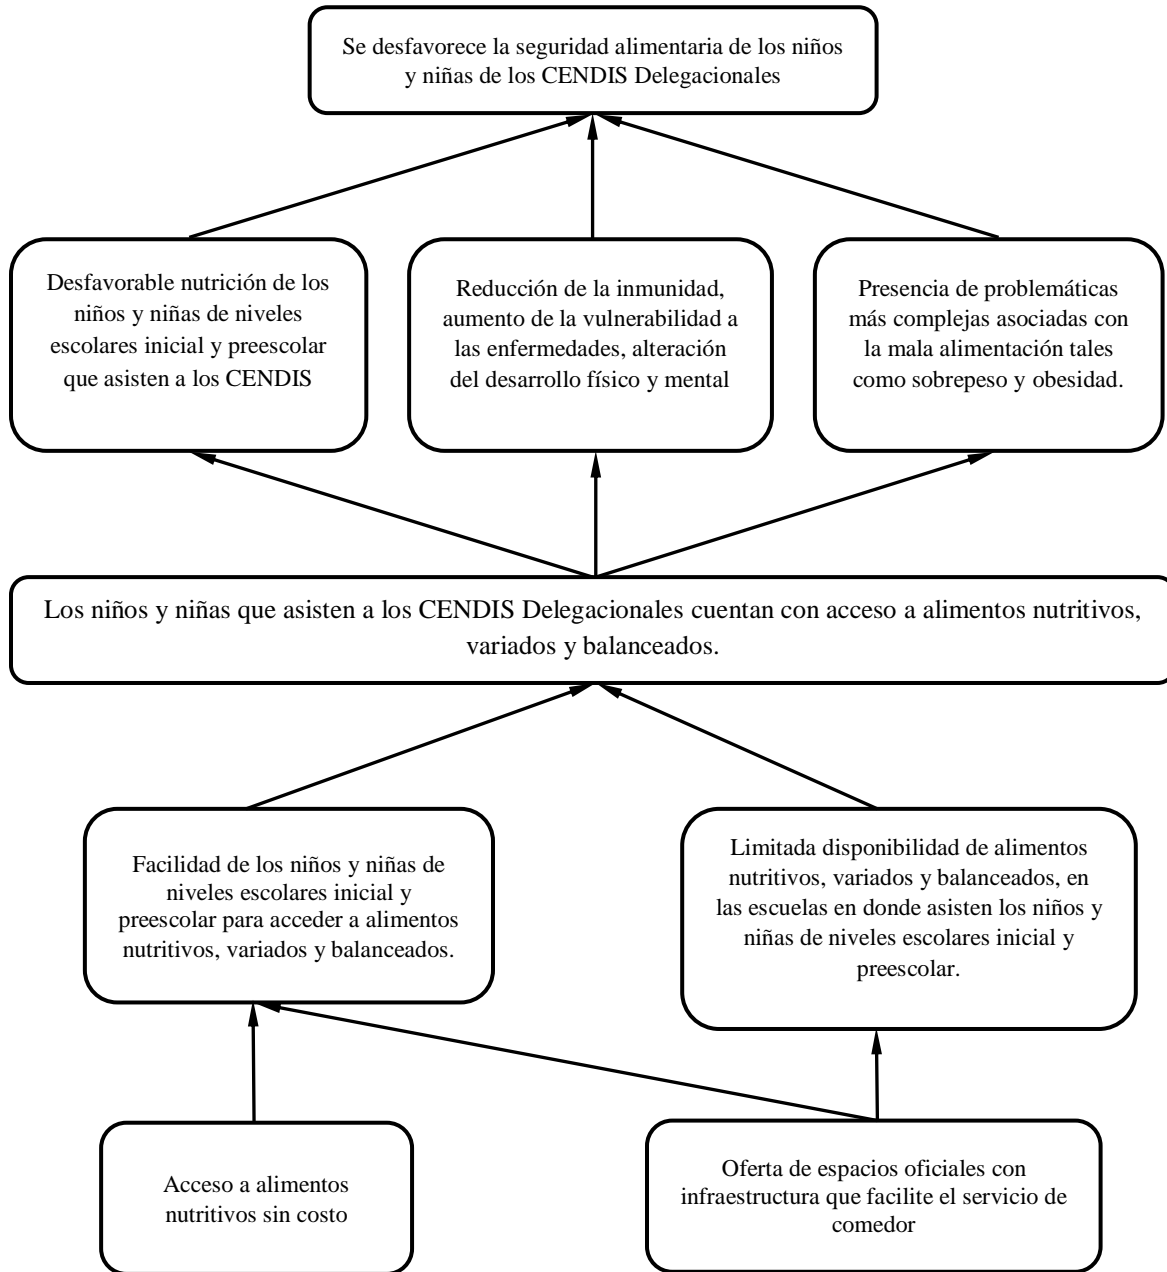 Se desfavorece la seguridad alimentaria de los niños
y niñas de los CENDIS Delegacionales
Desfavorable nutrición de los
niños y niñas de niveles
escolares inicial y preescolar
que asisten a los CENDIS
Reducción de la inmunidad,
aumento de la vulnerabilidad a
las enfermedades, alteración
del desarrollo físico y mental
Presencia de problemáticas
más complejas asociadas con
la mala alimentación tales
como sobrepeso y obesidad.
Los niños y niñas que asisten a los CENDIS Delegacionales cuentan con acceso a alimentos nutritivos,
variados y balanceados.
Facilidad de los niños y niñas de
niveles escolares inicial y
preescolar para acceder a alimentos
nutritivos, variados y balanceados.
Limitada disponibilidad de alimentos
nutritivos, variados y balanceados, en
las escuelas en donde asisten los niños y
niñas de niveles escolares inicial y
preescolar.
Acceso a alimentos
nutritivos sin costo
Oferta de espacios oficiales con
infraestructura que facilite el servicio de
comedor